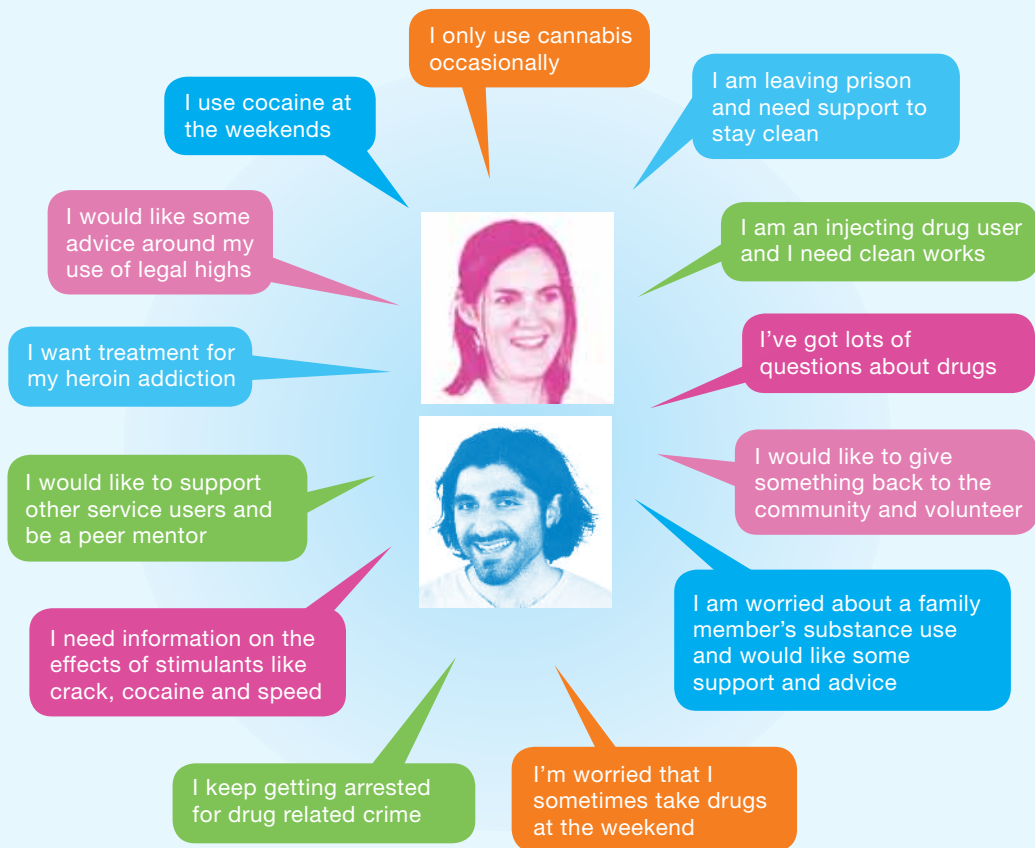 I only use cannabis
occasionally
I am leaving prison
and need support to
stay clean
I use cocaine at
the weekends
I would like some
advice around my
use of legal highs
I am an injecting drug user
and I need clean works
I want treatment for
my heroin addiction
I've got lots of
questions about drugs
I would like to support
other service users and
be a peer mentor
I would like to give
something back to the
community and volunteer
I need information on the
effects of stimulants like
crack, cocaine and speed
I am worried about a family
member's substance use
and would like some
support and advice
I keep getting arrested
for drug related crime
I'm worried that I
sometimes take drugs
at the weekend